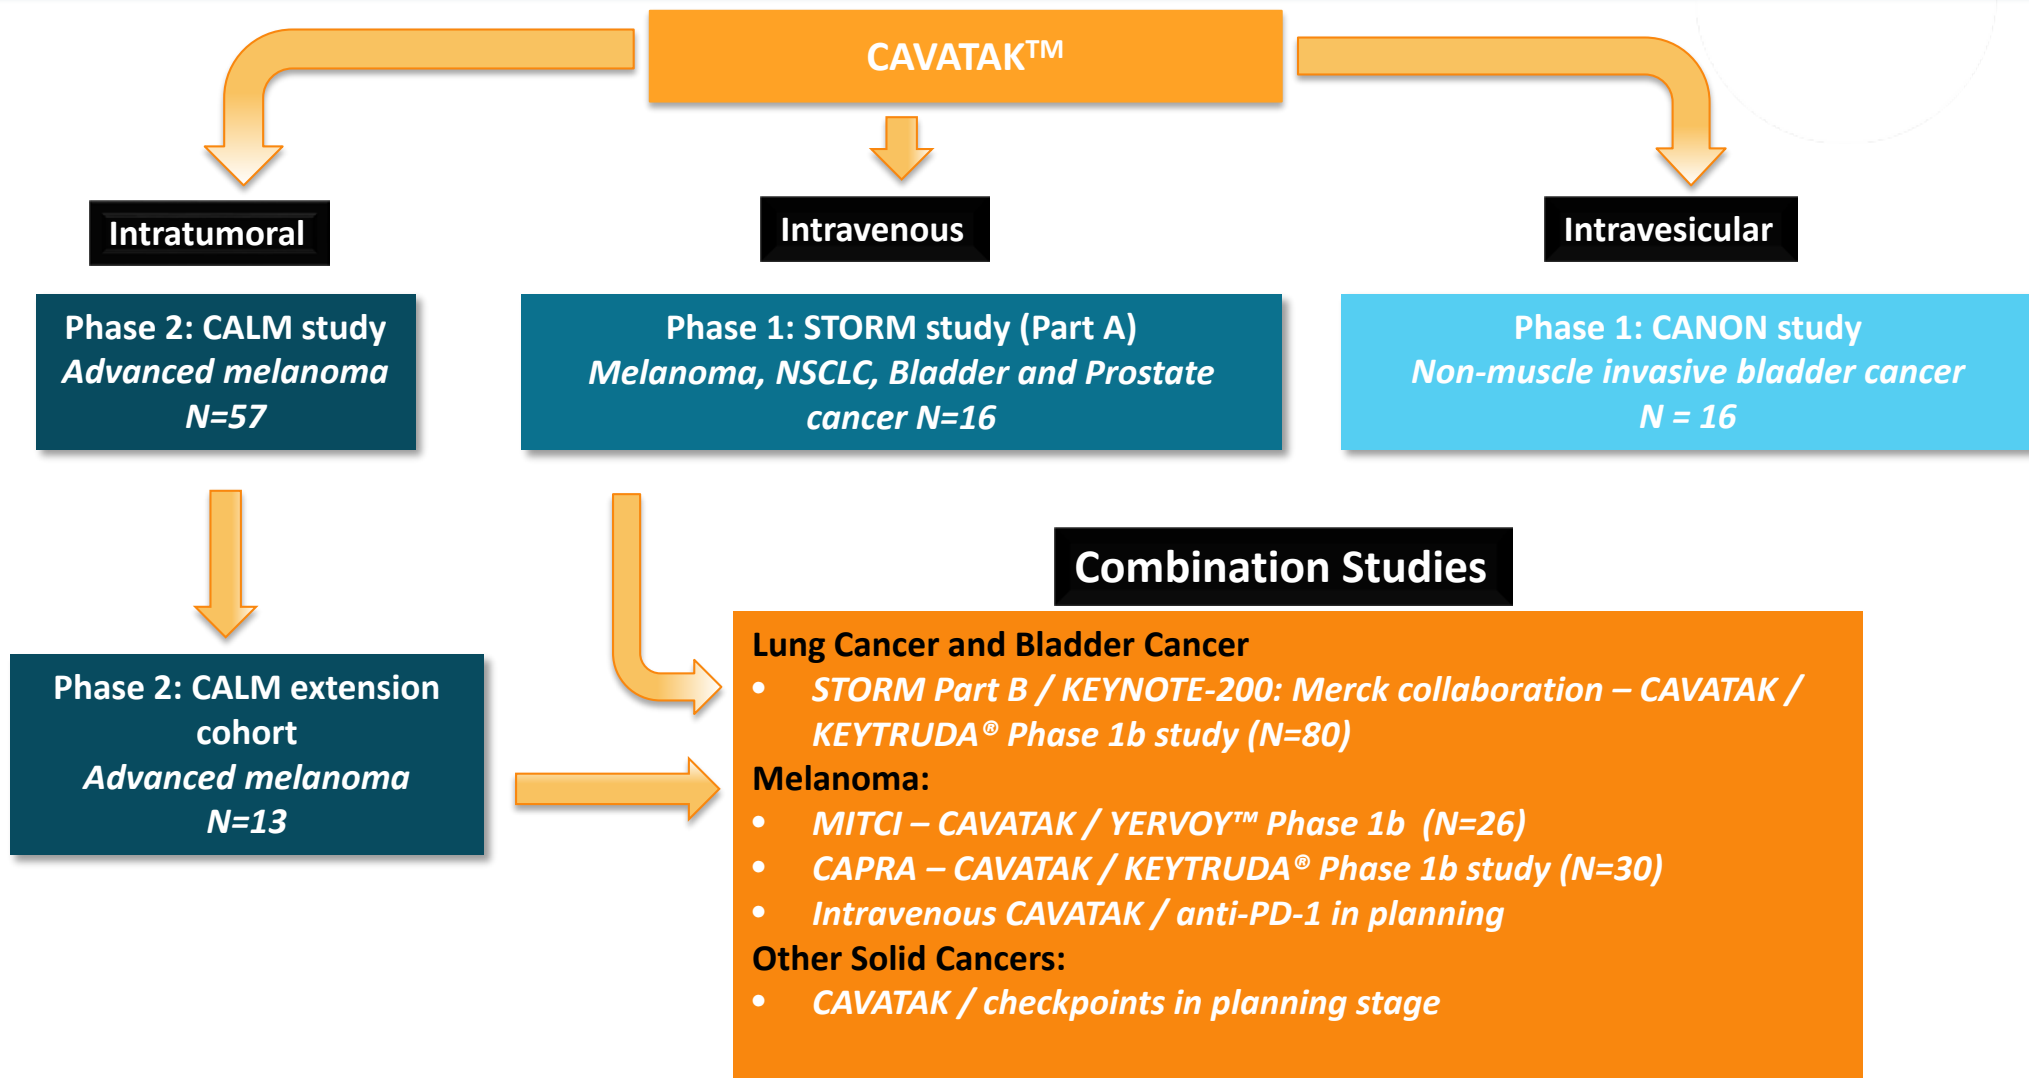 CAVATAK™
Intratumoral
Intravenous
Intravesicular
Phase 2: CALM study
Advanced melanoma
N=57
Phase 1: STORM study (Part A)
Melanoma, NSCLC, Bladder and Prostate
cancer N=16
Phase 1: CANON study
Non-muscle invasive bladder cancer
N = 16
Phase 2: CALM extension
cohort
Advanced melanoma
N=13
Combination Studies
Lung Cancer and Bladder Cancer
• STORM Part B / KEYNOTE-200: Merck collaboration – CAVATAK /
KEYTRUDA® Phase 1b study (N=80)
Melanoma:
• MITCI – CAVATAK / YERVOY™ Phase 1b (N=26)
• CAPRA – CAVATAK / KEYTRUDA® Phase 1b study (N=30)
• Intravenous CAVATAK / anti-PD-1 in planning
Other Solid Cancers:
• CAVATAK / checkpoints in planning stage